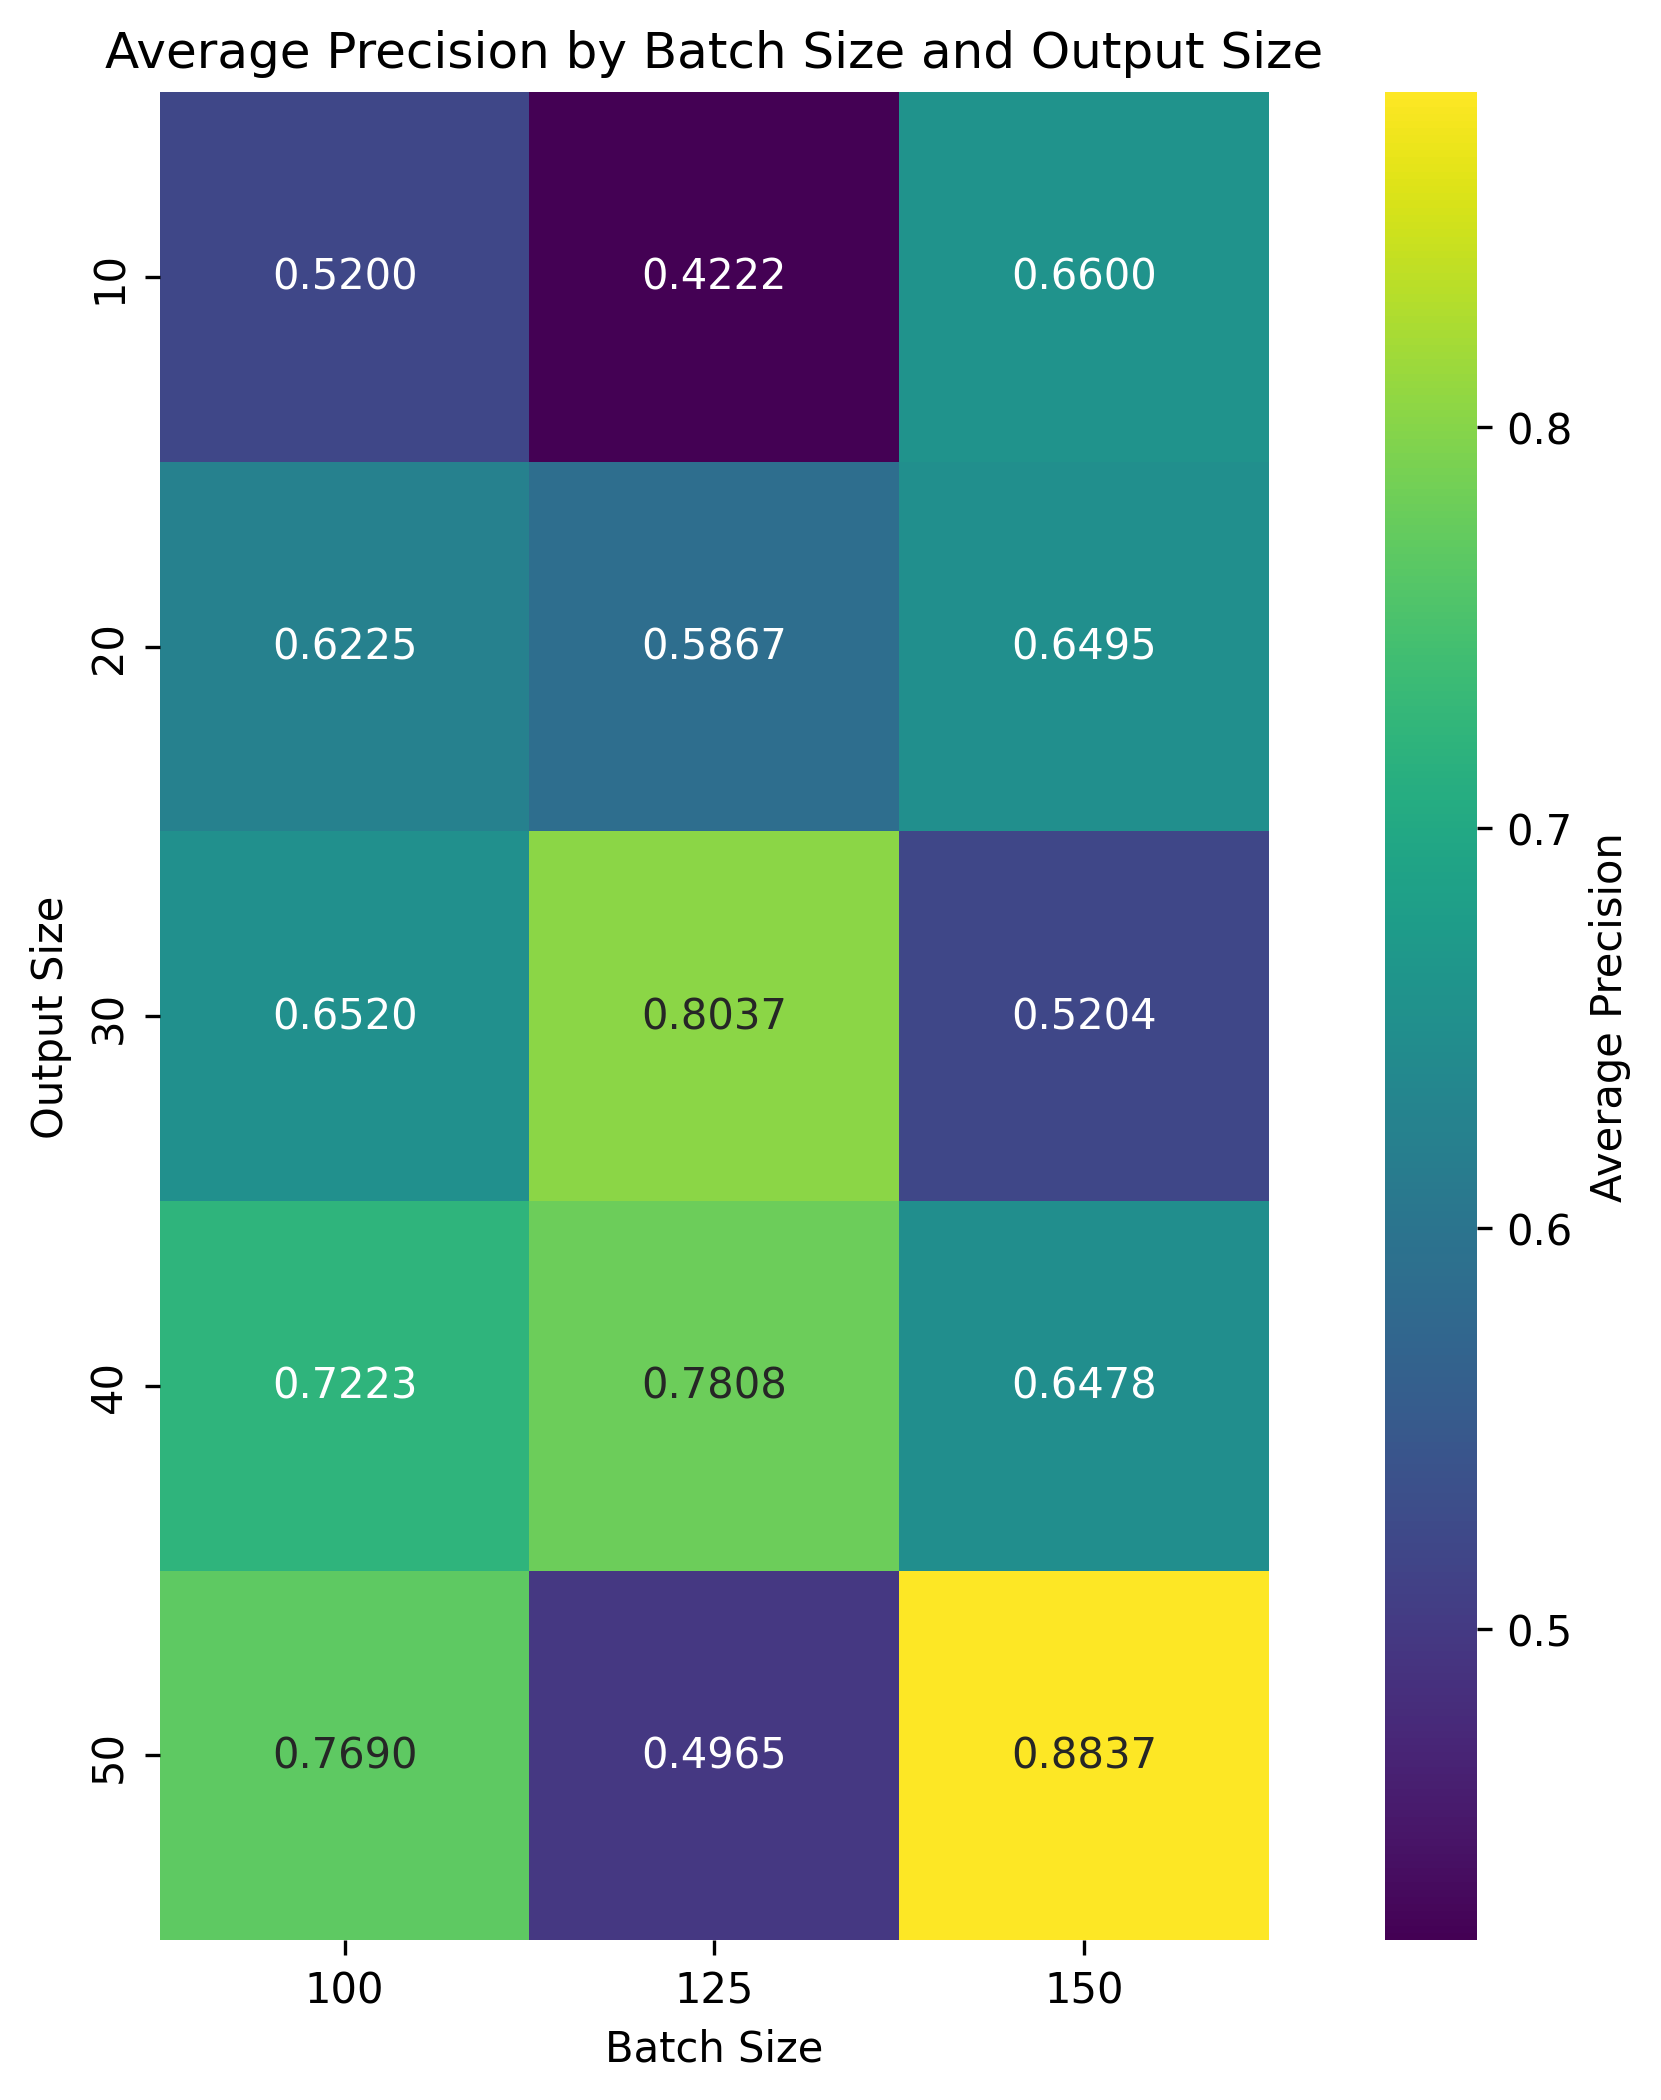 Average Precision by Batch Size and Output Size
10
0.5200 0.4222 0.6600
20
0.6225 0.5867 0.6495
30
0.6520 0.8037 0.5204
40
0.7223 0.7808 0.6478
50
0.7690 0.4965 0.8837
100 125 150
Batch Size
Output Size
0.8
0.7
0.6
0.5
Average Precision